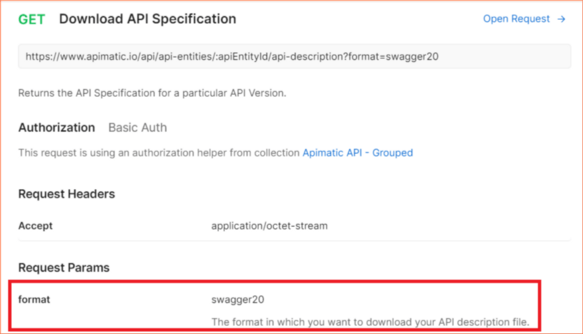 GET Download API Specification Open Request →
https://www.apimatic.io/api/api-entities/:apiEntityId/api-description?format=swagger20
Returns the API Specification for a particular API Version.
Authorization Basic Auth
This request is using an authorization helper from collection Apimatic API - Grouped
Request Headers
Accept application/octet-stream
Request Params
format swagger20
The format in which you want to download your API description file.